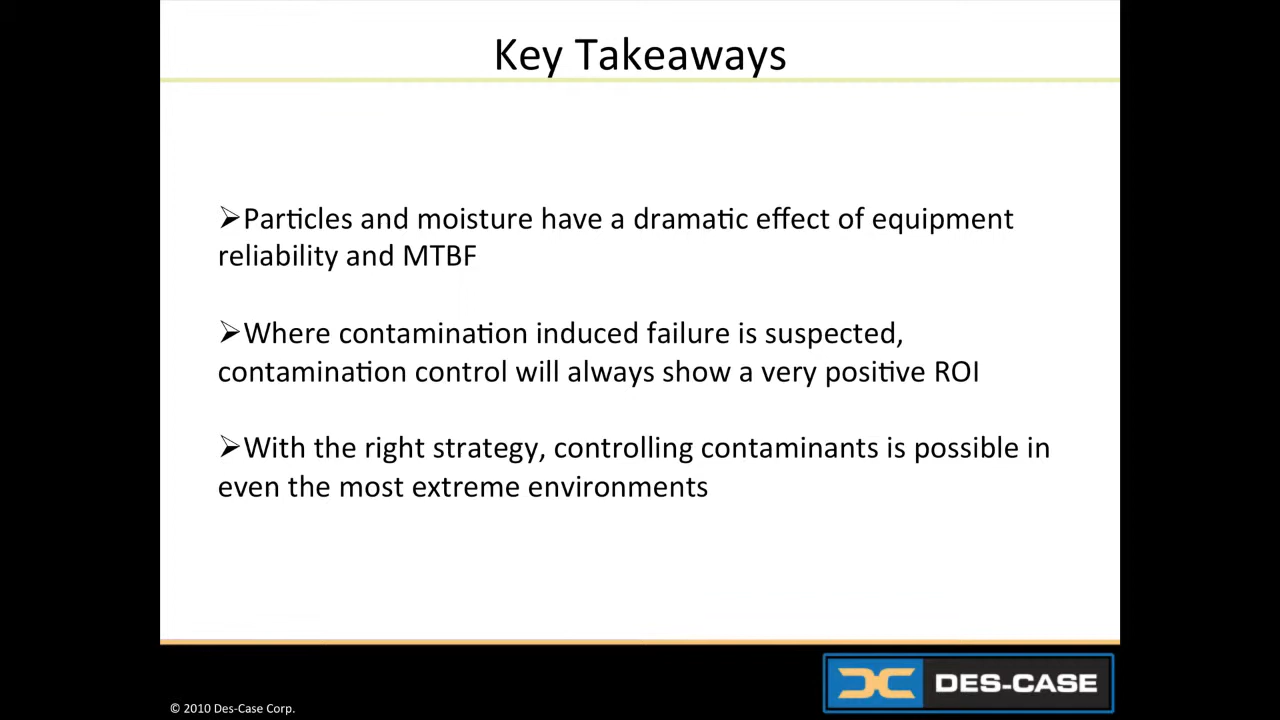 Key Takeaways
➢Particles and moisture have a dramatic effect of equipment
reliability and MTBF
➢Where contamination induced failure is suspected,
contamination control will always show a very positive ROI
➢With the right strategy, controlling contaminants is possible in
even the most extreme environments
DES-CASE
© 2010 Des-Case Corp.